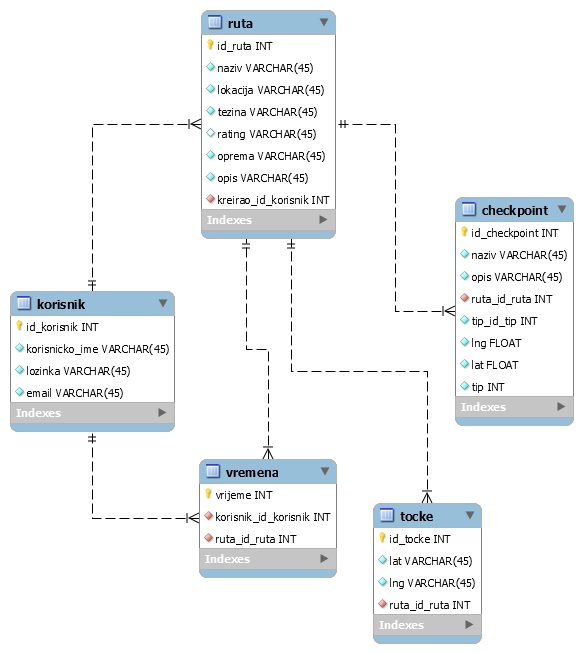 ruta
id_ruta INT
naziv VARCHAR(45)
lokacija VARCHAR(45)
tezina VARCHAR(45)
rating VARCHAR(45)
oprema VARCHAR(45)
opis VARCHAR(45)
kreirao_id_korisnik INT
Indexes
checkpoint
id_checkpoint INT
naziv VARCHAR(45)
opis VARCHAR(45)
ruta_id_ruta INT
tip_id_tip INT
lng FLOAT
lat FLOAT
tip INT
Indexes
korisnik
id_korisnik INT
korisnicko_ime VARCHAR(45)
lozinka VARCHAR(45)
email VARCHAR(45)
Indexes
vremena
vrijeme INT
korisnik_id_korisnik INT
ruta_id_ruta INT
Indexes
tocke
id_tocke INT
lat VARCHAR(45)
lng VARCHAR(45)
ruta_id_ruta INT
Indexes